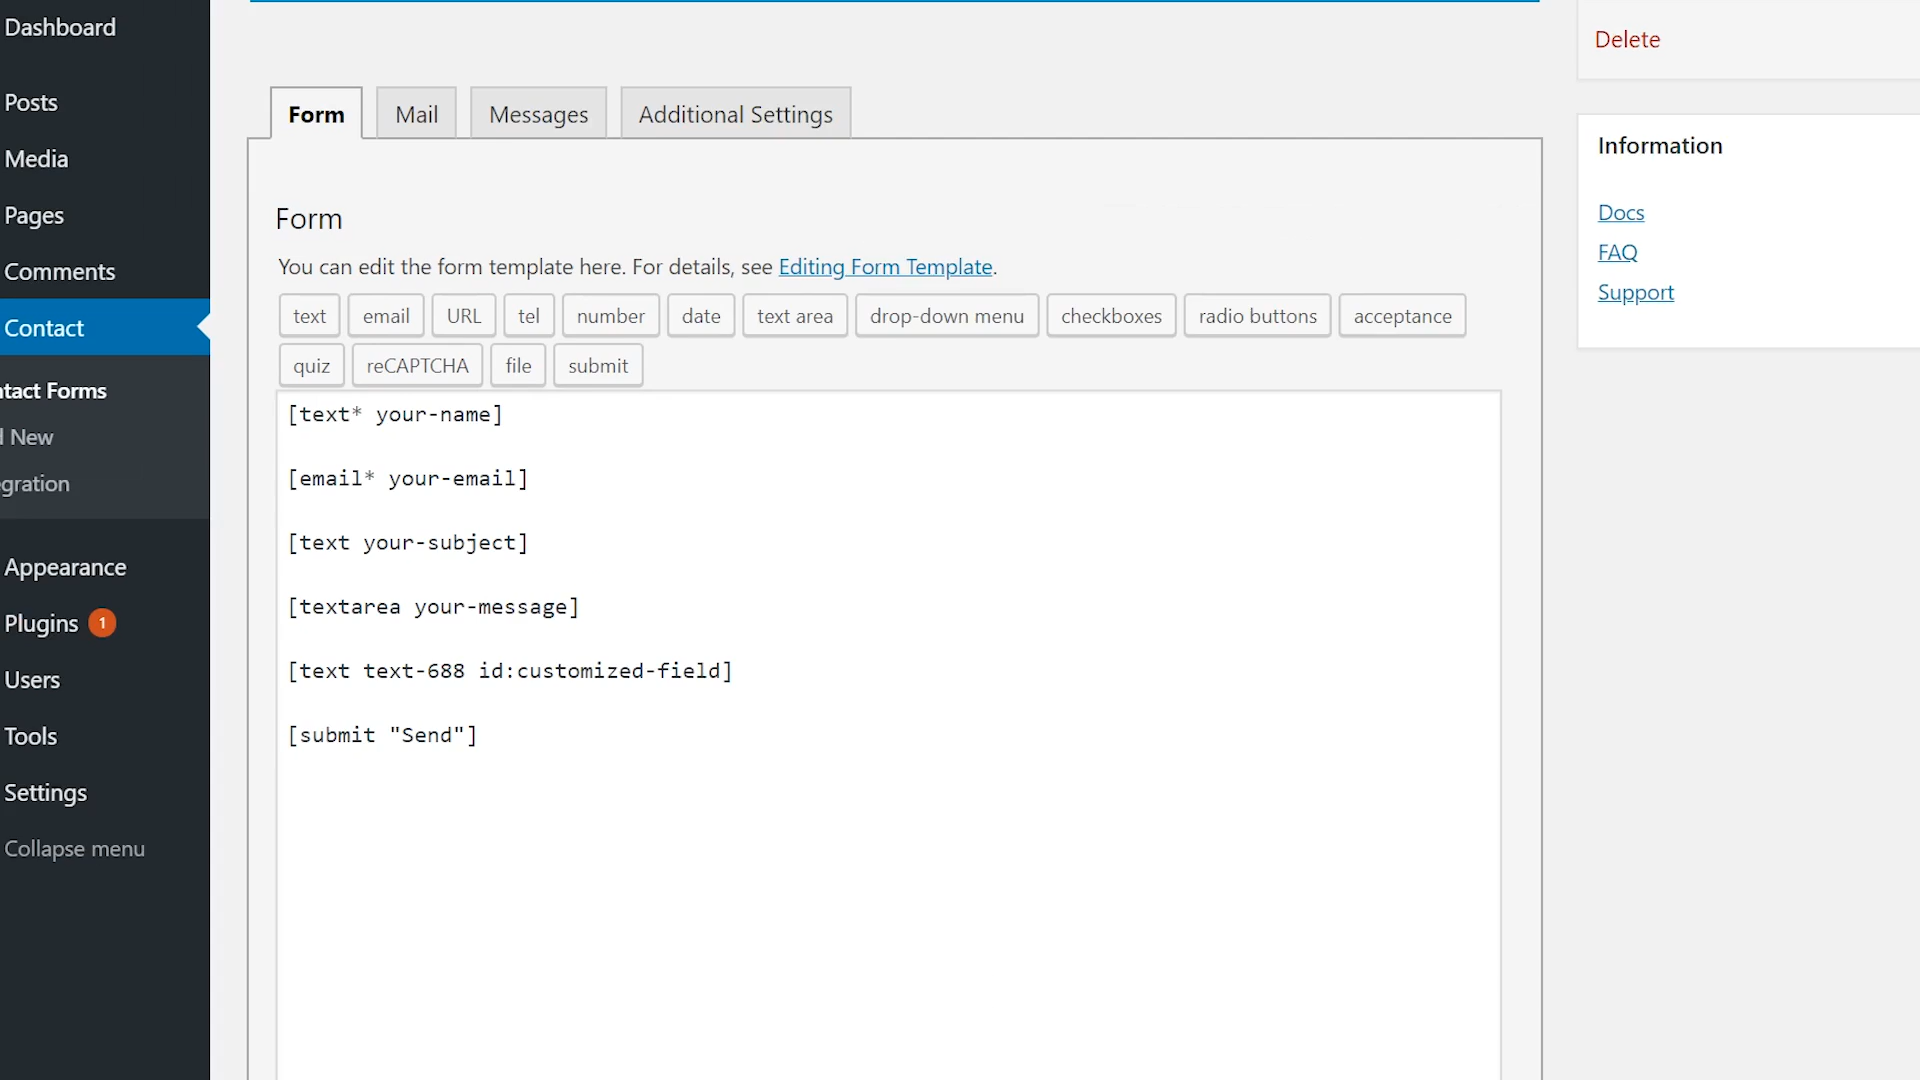 Dashboard
Posts
Media
Pages
Comments
Contact
ntact Forms
d New
egration
Appearance
Plugins 1
Users
Tools
Settings
Collapse menu
Form Mail Messages Additional Settings
Form
You can edit the form template here. For details, see Editing Form Template.
text email URL tel number date text area drop-down menu checkboxes radio buttons acceptance
quiz reCAPTCHA file submit
[text* your-name]
[email* your-email]
[text your-subject]
[textarea your-message]
[text text-688 id:customized-field]
[submit "Send"]
Delete
Information
Docs
FAQ
Support